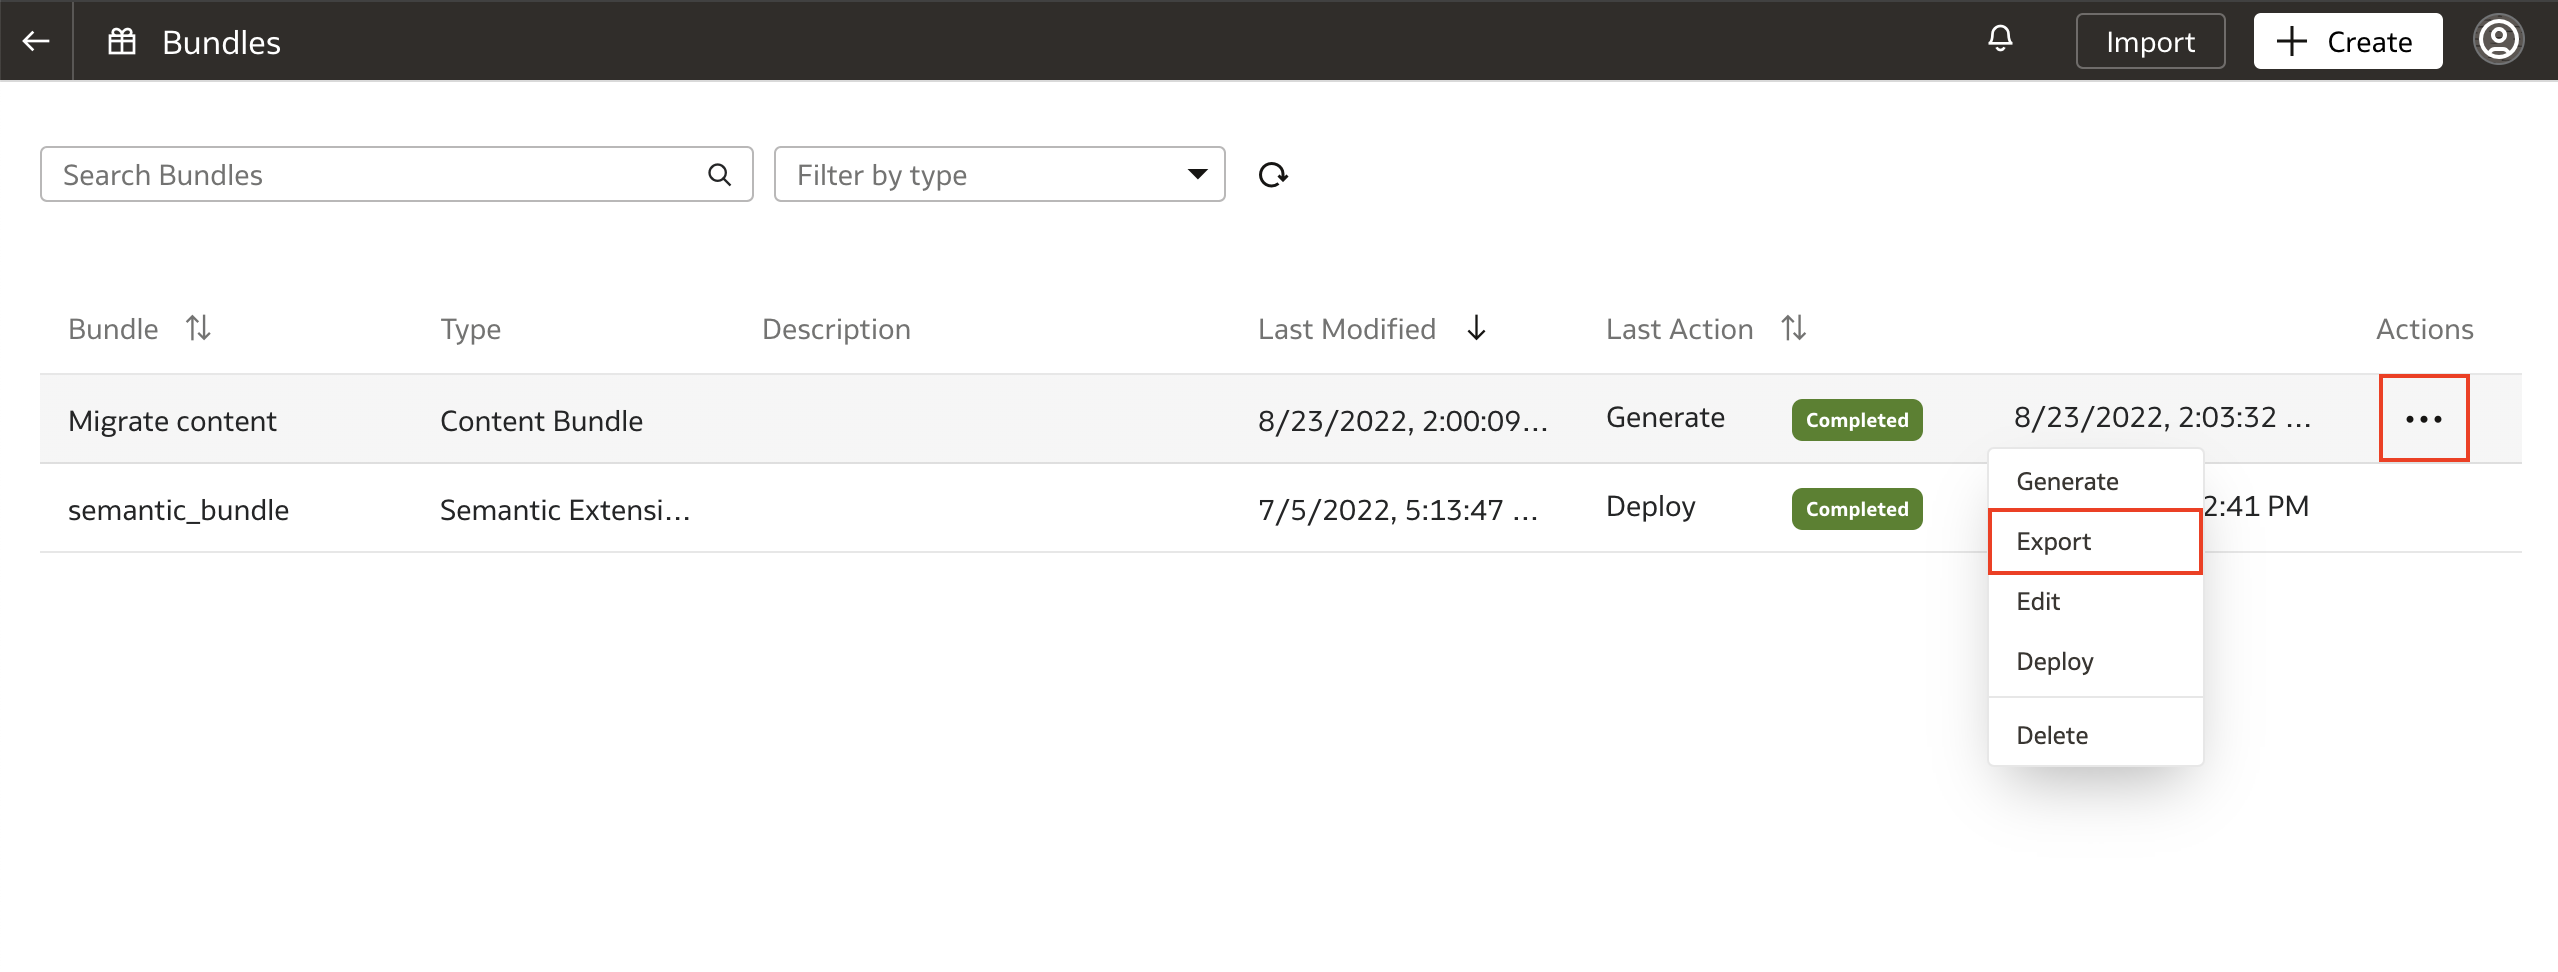 Bundles
Import
Create
Search Bundles
Filter by type
Bundle Type Description Last Modified Last Action Actions
Migrate content Content Bundle 8/23/2022, 2:00:09... Generate Completed 8/23/2022, 2:03:32 ...
semantic_bundle Semantic Extensi... 7/5/2022, 5:13:47 ... Deploy Completed 2:41 PM
Generate
Export
Edit
Deploy
Delete